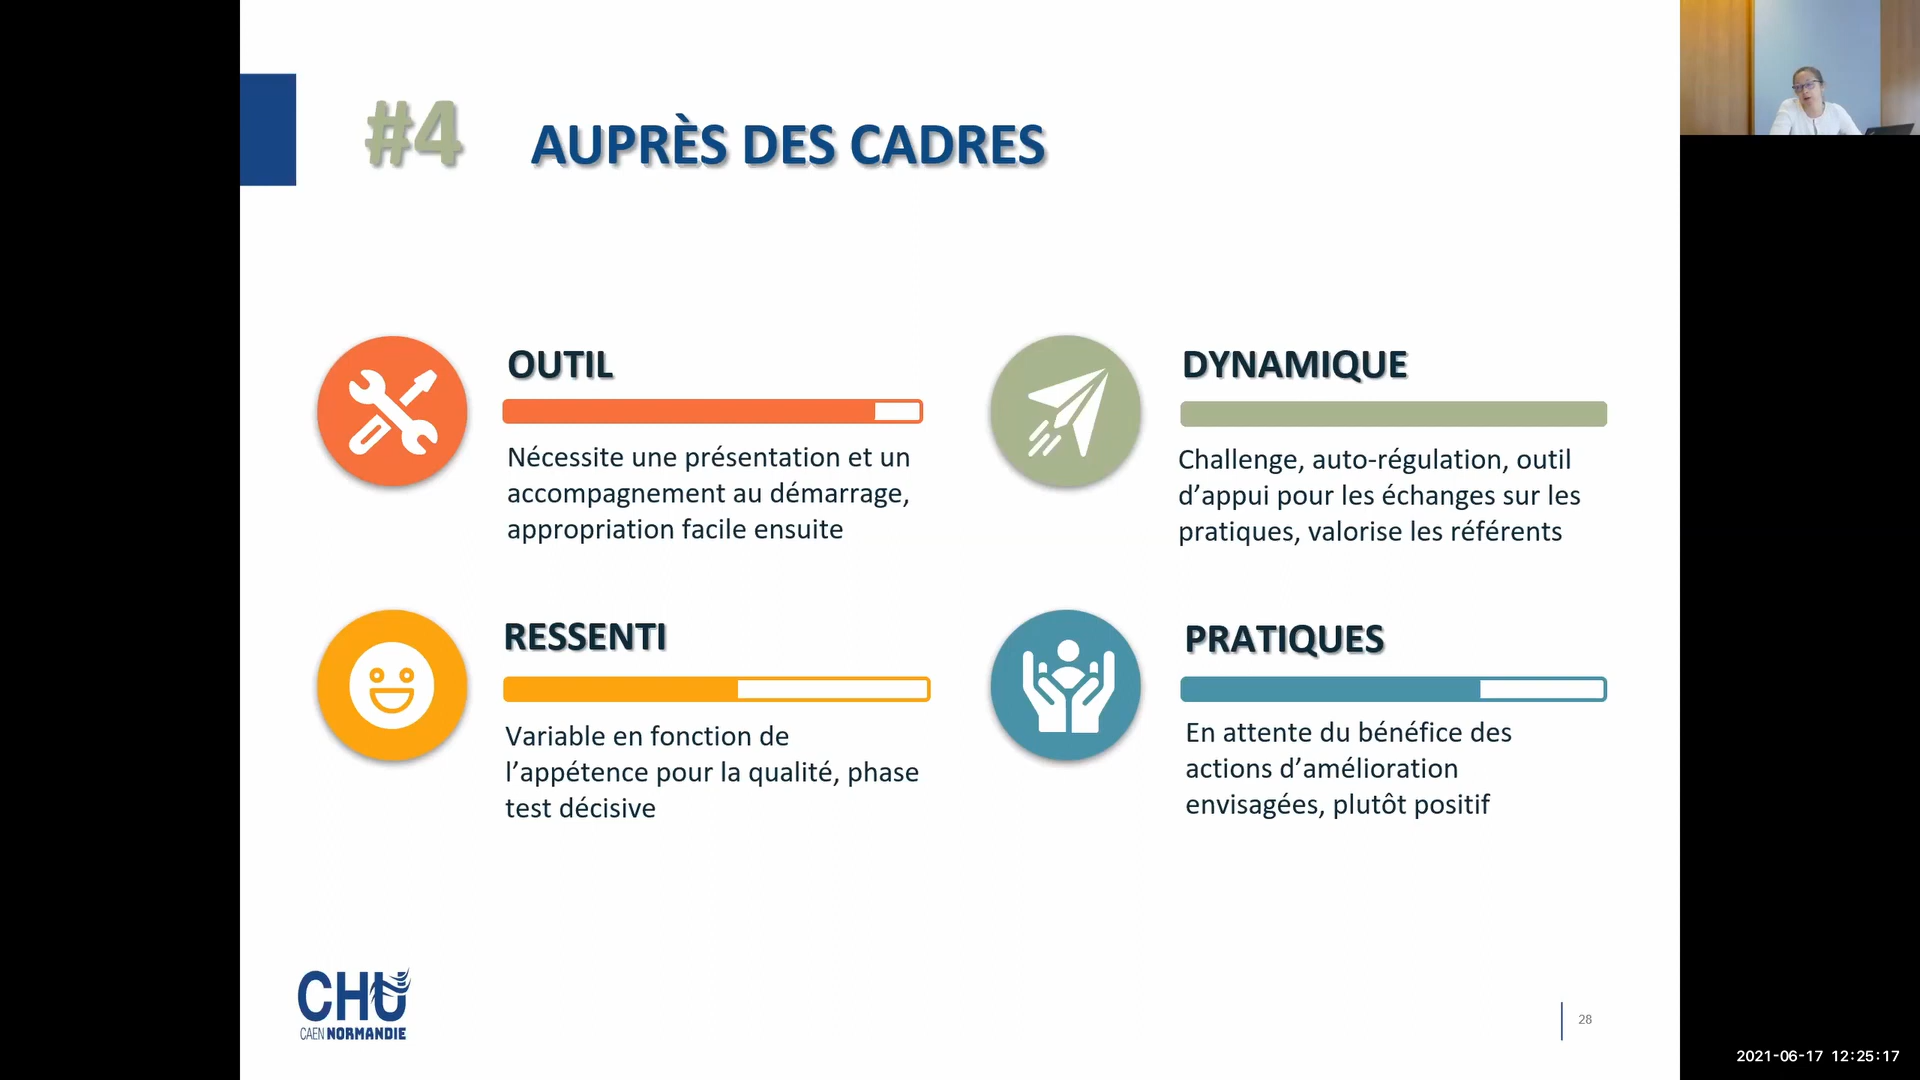 #4 AUPRÈS DES CADRES
OUTIL
Nécessite une présentation et un
accompagnement au démarrage,
appropriation facile ensuite
DYNAMIQUE
Challenge, auto-régulation, outil
d’appui pour les échanges sur les
pratiques, valorise les référents
RESSENTI
Variable en fonction de
l’appétence pour la qualité, phase
test décisive
PRATIQUES
En attente du bénéfice des
actions d’amélioration
envisagées, plutôt positif
CHU
CAEN NORMANDIE
28
2021-06-17 12:25:17